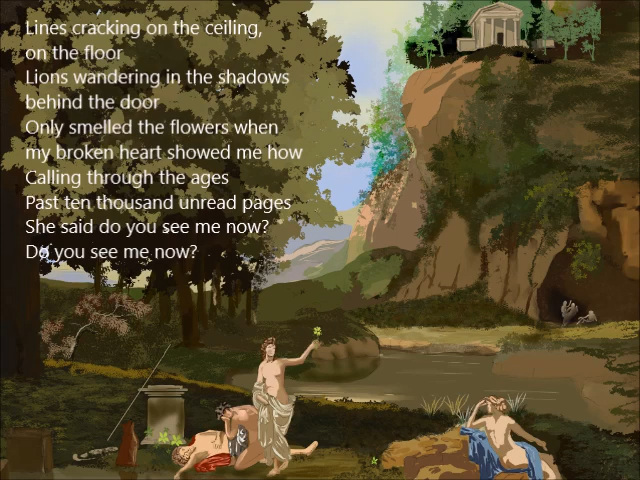 Lines cracking on the ceiling,
on the floor
Lions wandering in the shadows
behind the door
Only smelled the flowers when
my broken heart showed me how
Calling through the ages
Past ten thousand unread pages
She said do you see me now?
Do you see me now?